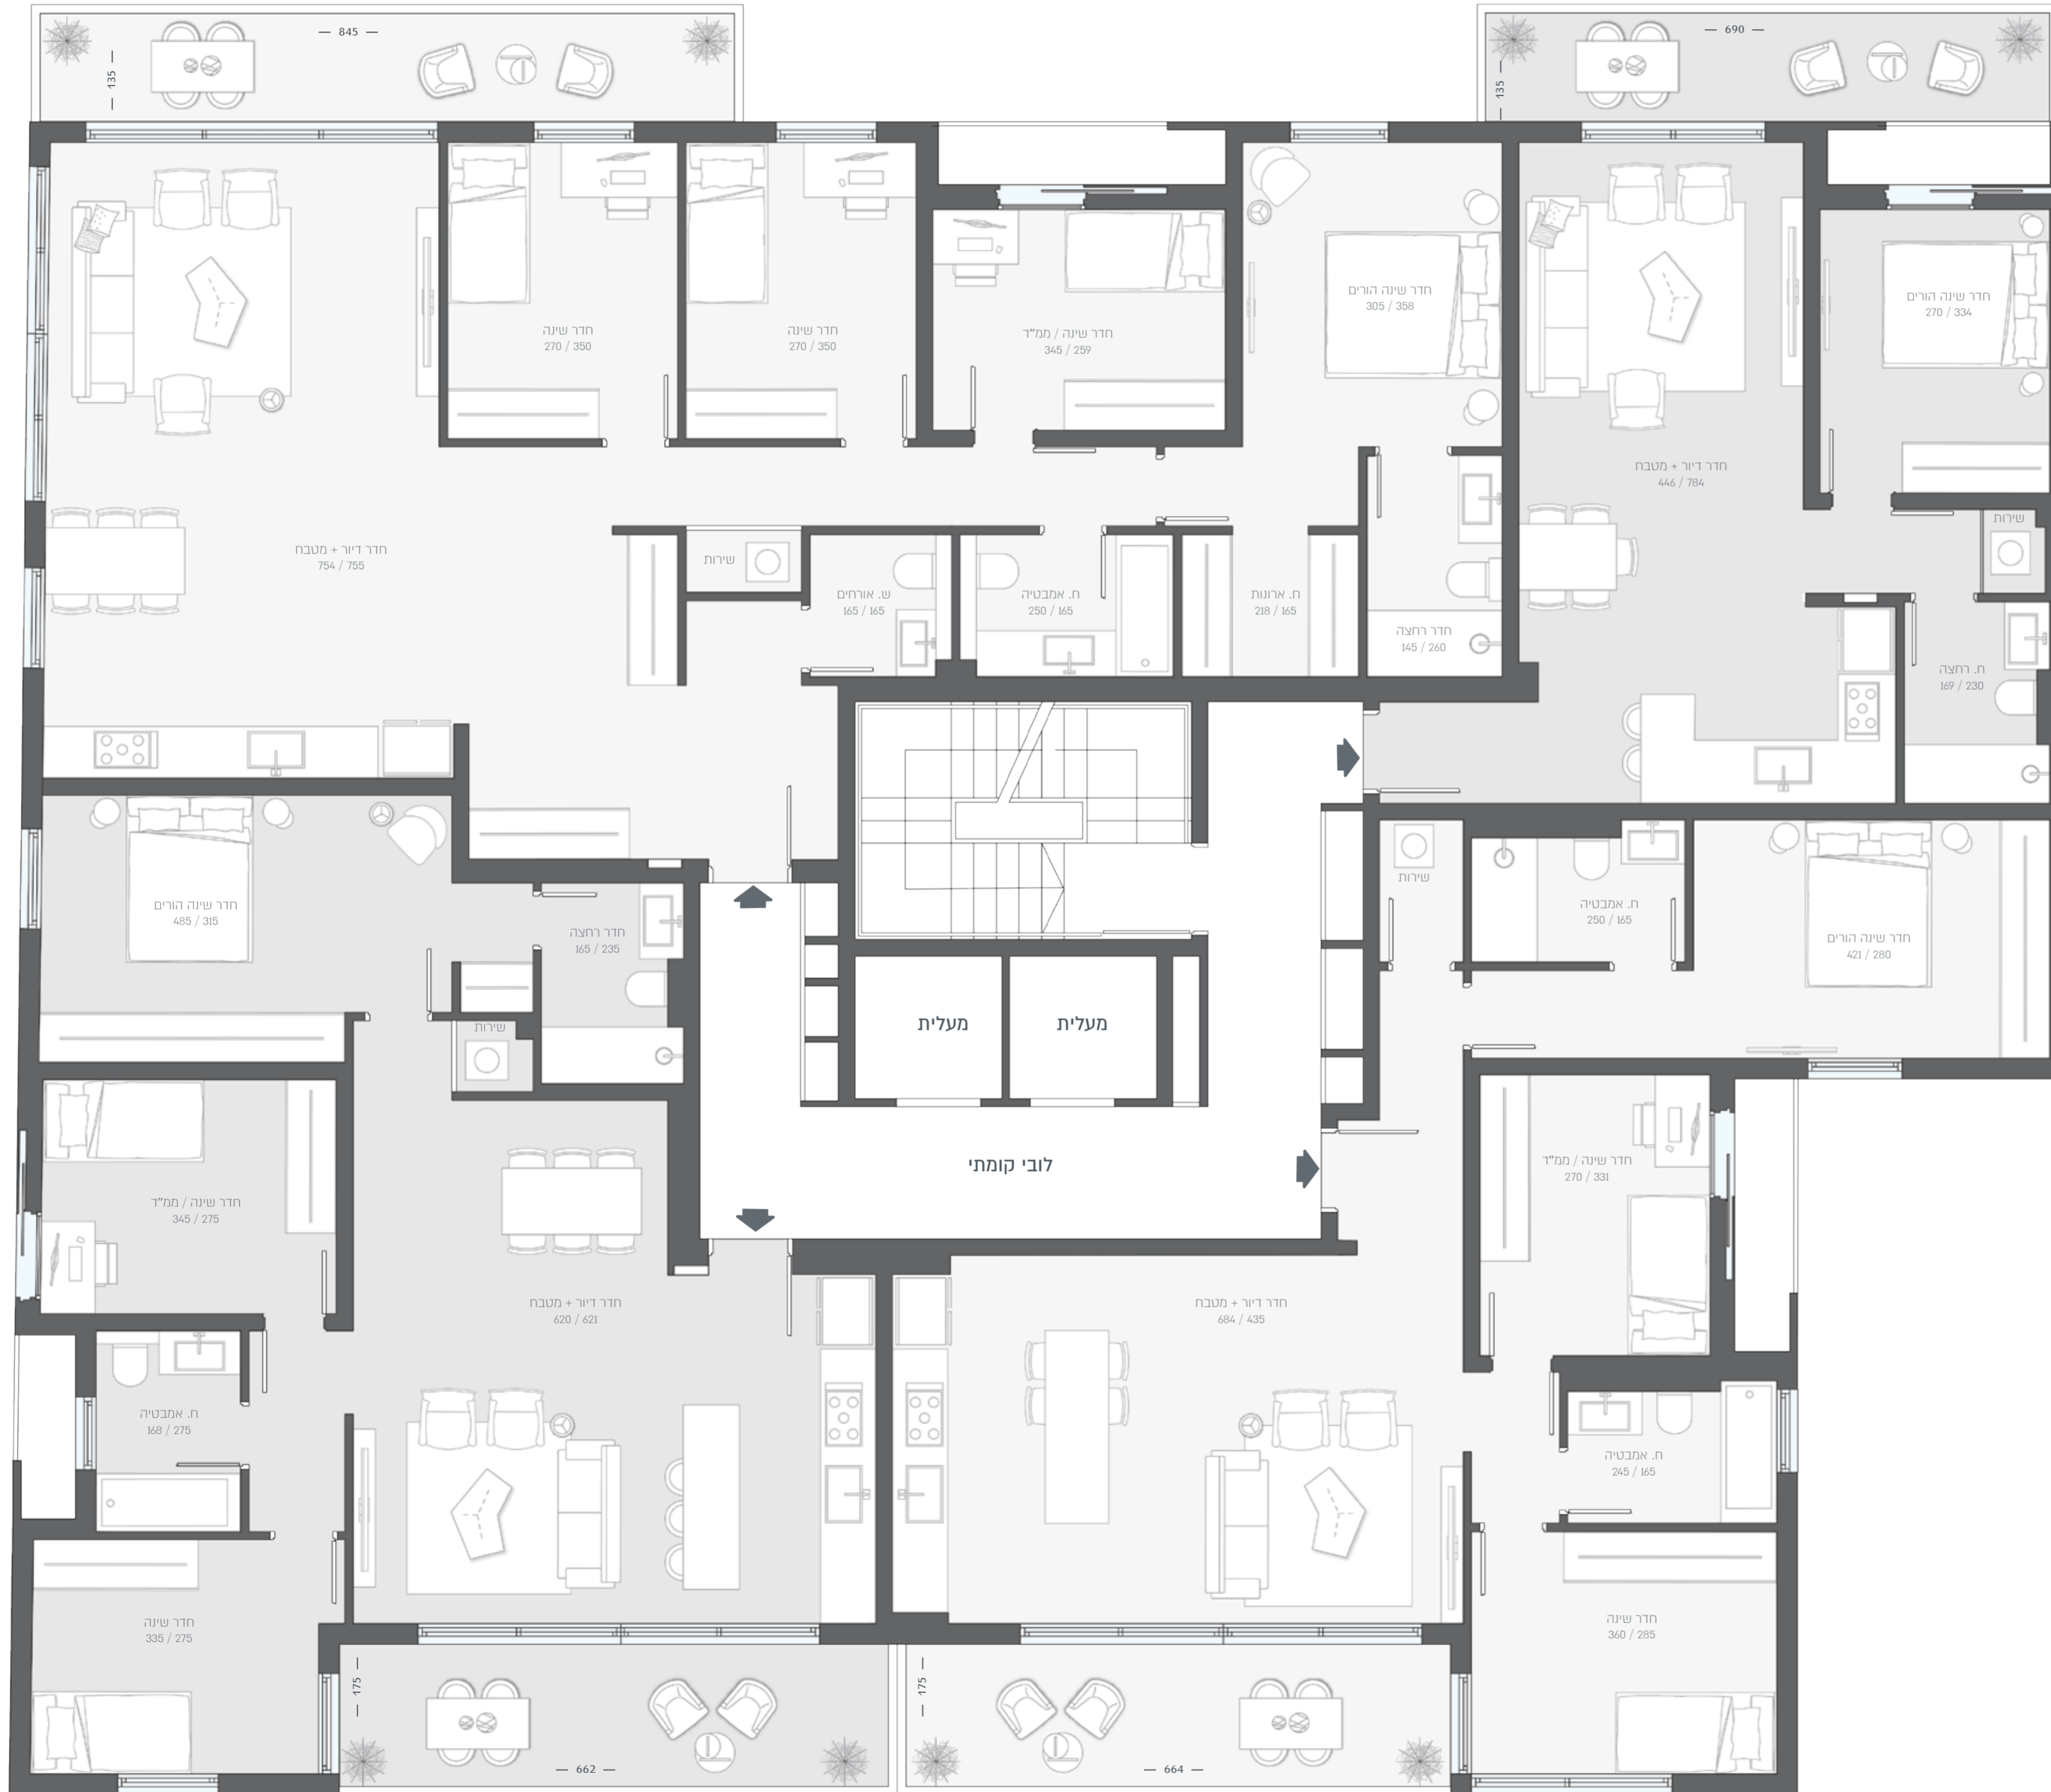 — 845 —
— 135 —
— 690 —
— 135 —
חדר שינה
270 / 350
חדר שינה
270 / 350
חדר שינה / ממ"ד
345 / 259
חדר שינה הורים
305 / 358
חדר שינה הורים
270 / 334
חדר דיור + מטבח
446 / 784
שירות
חדר דיור + מטבח
754 / 755
שירות
ש. אורחים
165 / 165
ח. אמבטיה
250 / 165
ח. ארונות
218 / 165
חדר רחצה
145 / 260
ח. רחצה
169 / 230
חדר שינה הורים
485 / 315
חדר רחצה
165 / 235
שירות
שירות
ח. אמבטיה
250 / 165
חדר שינה הורים
421 / 280
מעלית
מעלית
לובי קומתי
חדר שינה / ממ"ד
345 / 275
חדר שינה / ממ"ד
270 / 331
חדר דיור + מטבח
620 / 621
חדר דיור + מטבח
684 / 435
ח. אמבטיה
168 / 275
ח. אמבטיה
245 / 165
חדר שינה
335 / 275
חדר שינה
360 / 285
— 175 —
— 175 —
— 662 —
— 664 —